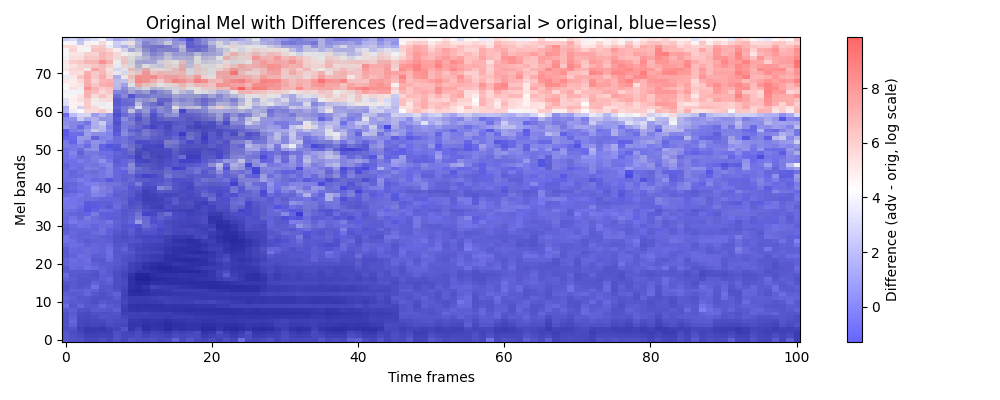 Original Mel with Differences (red=adversarial > original, blue=less)
Mel bands
70
60
50
40
30
20
10
0
0 20 40 60 80 100
Time frames
8
6
4
2
0
Difference (adv - orig, log scale)